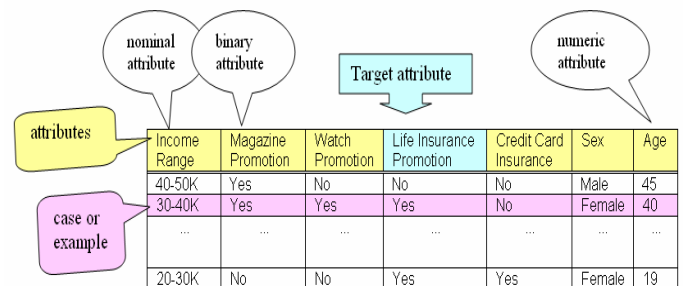 nominal attribute
binary attribute
numeric attribute
Target attribute
attributes
Income Range Magazine Promotion Watch Promotion Life Insurance Promotion Credit Card Insurance Sex Age
40-50K Yes No No No Male 45
30-40K Yes Yes Yes No Female 40
case or example
... ... ... ... ... ... ...
20-30K No No Yes Yes Female 19